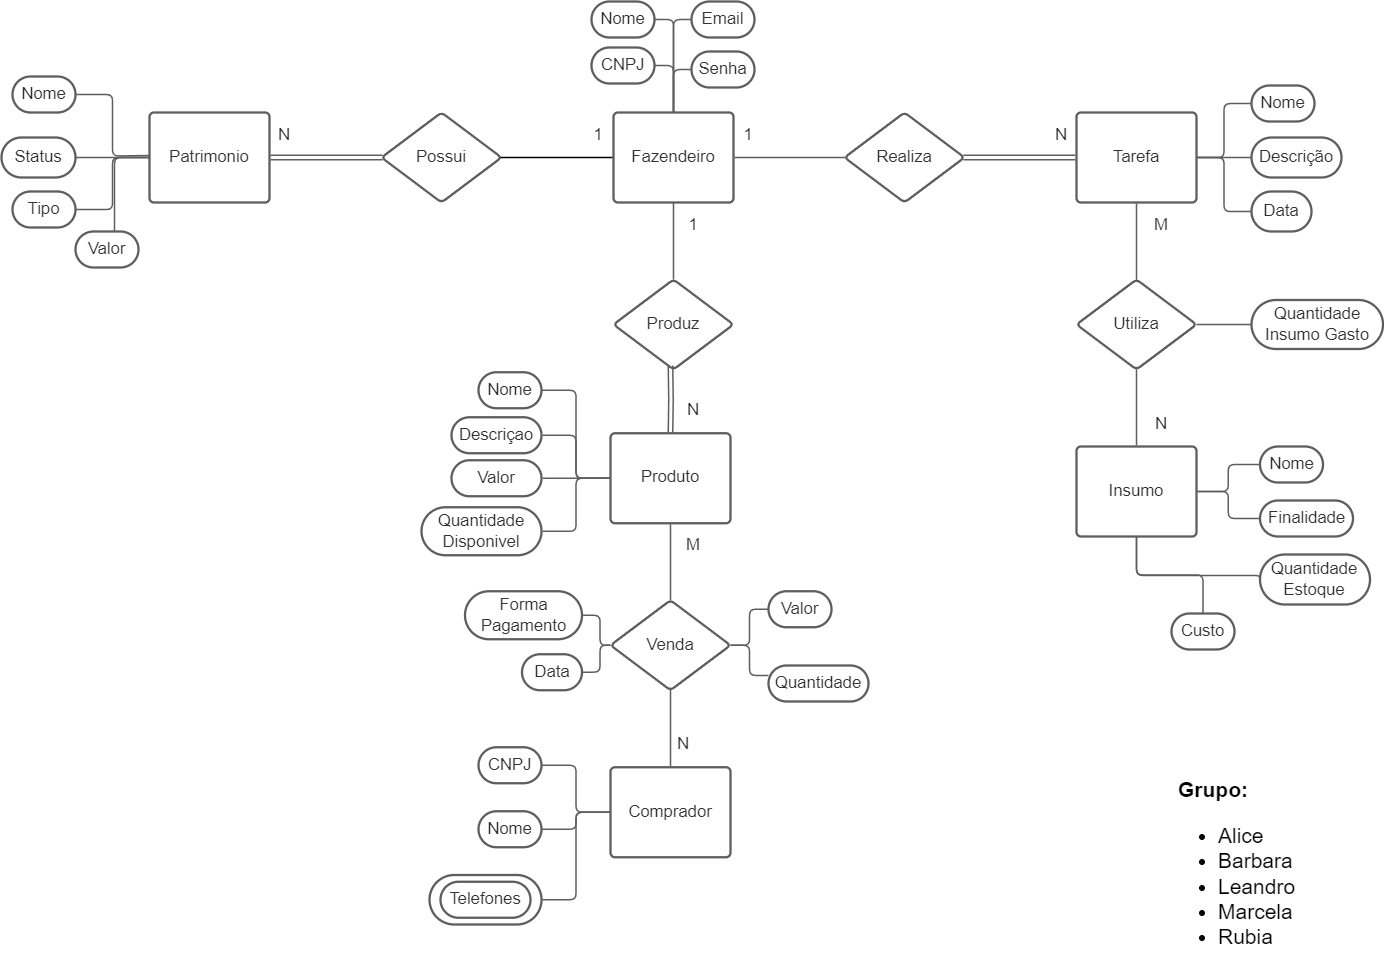 Nome
Email
CNPJ
Senha
Nome
Status
Tipo
Valor
Patrimonio
N
Possui
1
Fazendeiro
1
Realiza
N
Tarefa
Nome
Descrição
Data
1
M
Produz
Utiliza
Quantidade
Insumo Gasto
N
N
Nome
Descriçao
Valor
Quantidade
Disponivel
Produto
Insumo
Nome
Finalidade
Quantidade
Estoque
Custo
M
Forma
Pagamento
Data
Venda
Valor
Quantidade
N
CNPJ
Nome
Telefones
Comprador
Grupo:
• Alice
• Barbara
• Leandro
• Marcela
• Rubia